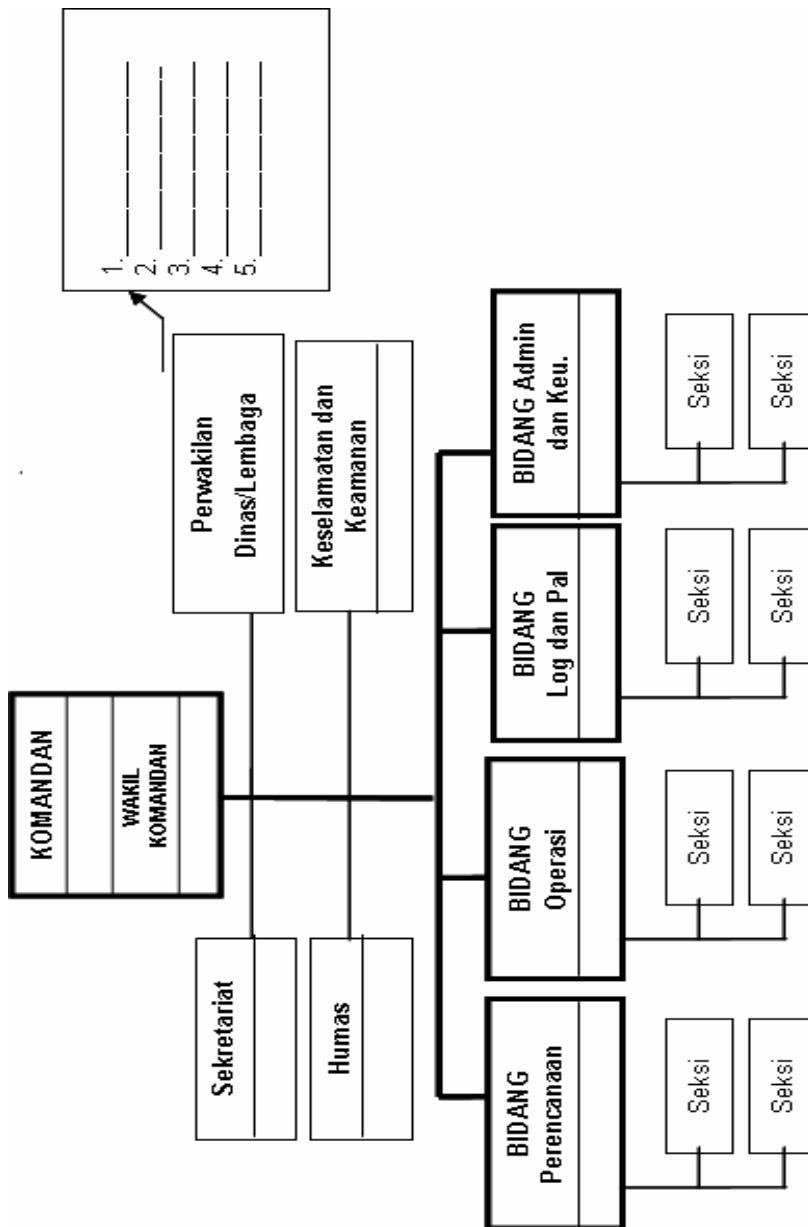 KOMANDAN
WAKIL
KOMANDAN
Sekretariat
Perwakilan
Dinas/Lembaga
1.
2.
3.
4.
5.
Humas
Keselamatan dan
Keamanan
BIDANG
Perencanaan
BIDANG
Operasi
BIDANG
Log dan Pal
BIDANG Admin
dan Keu.
Seksi
Seksi
Seksi
Seksi
Seksi
Seksi
Seksi
Seksi